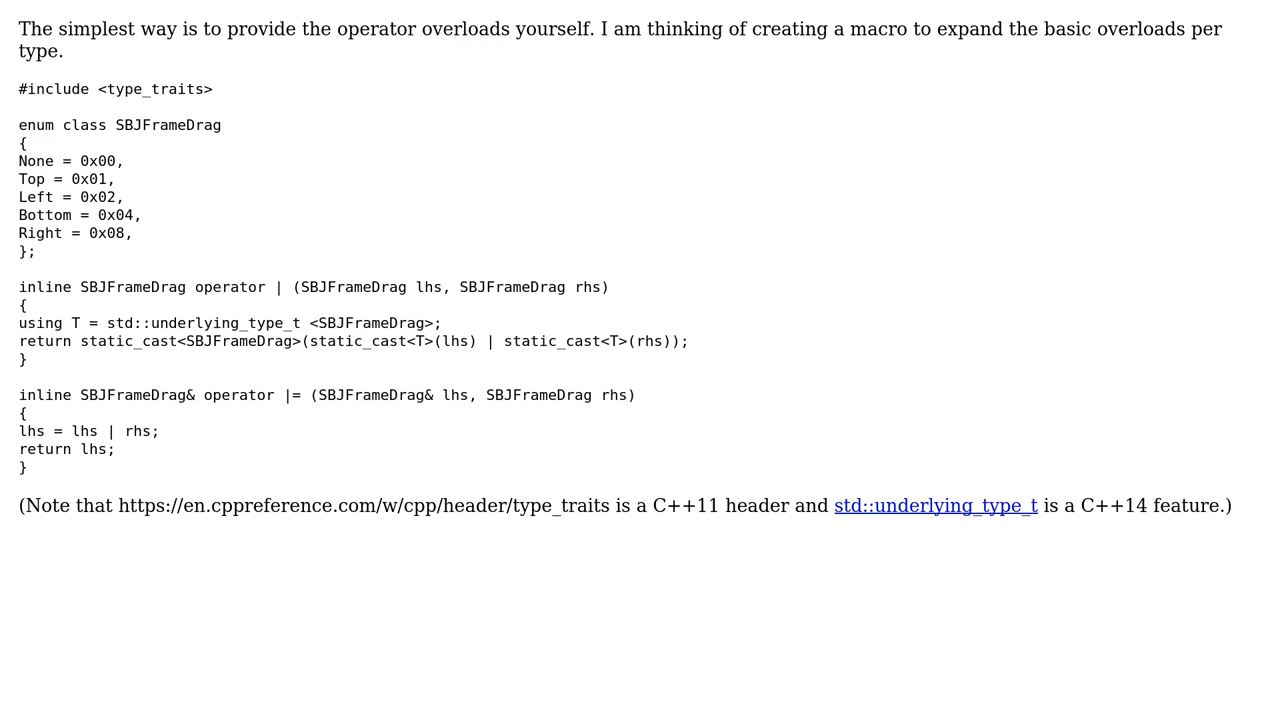 The simplest way is to provide the operator overloads yourself. I am thinking of creating a macro to expand the basic overloads per
type.
#include <type_traits>
enum class SBJFrameDrag
{
None = 0x00,
Top = 0x01,
Left = 0x02,
Bottom = 0x04,
Right = 0x08,
};
inline SBJFrameDrag operator | (SBJFrameDrag lhs, SBJFrameDrag rhs)
{
using T = std::underlying_type_t <SBJFrameDrag>;
return static_cast<SBJFrameDrag>(static_cast<T>(lhs) | static_cast<T>(rhs));
}
inline SBJFrameDrag& operator |= (SBJFrameDrag& lhs, SBJFrameDrag rhs)
{
lhs = lhs | rhs;
return lhs;
}
(Note that https://en.cppreference.com/w/cpp/header/type_traits is a C++11 header and std::underlying_type_t is a C++14 feature.)